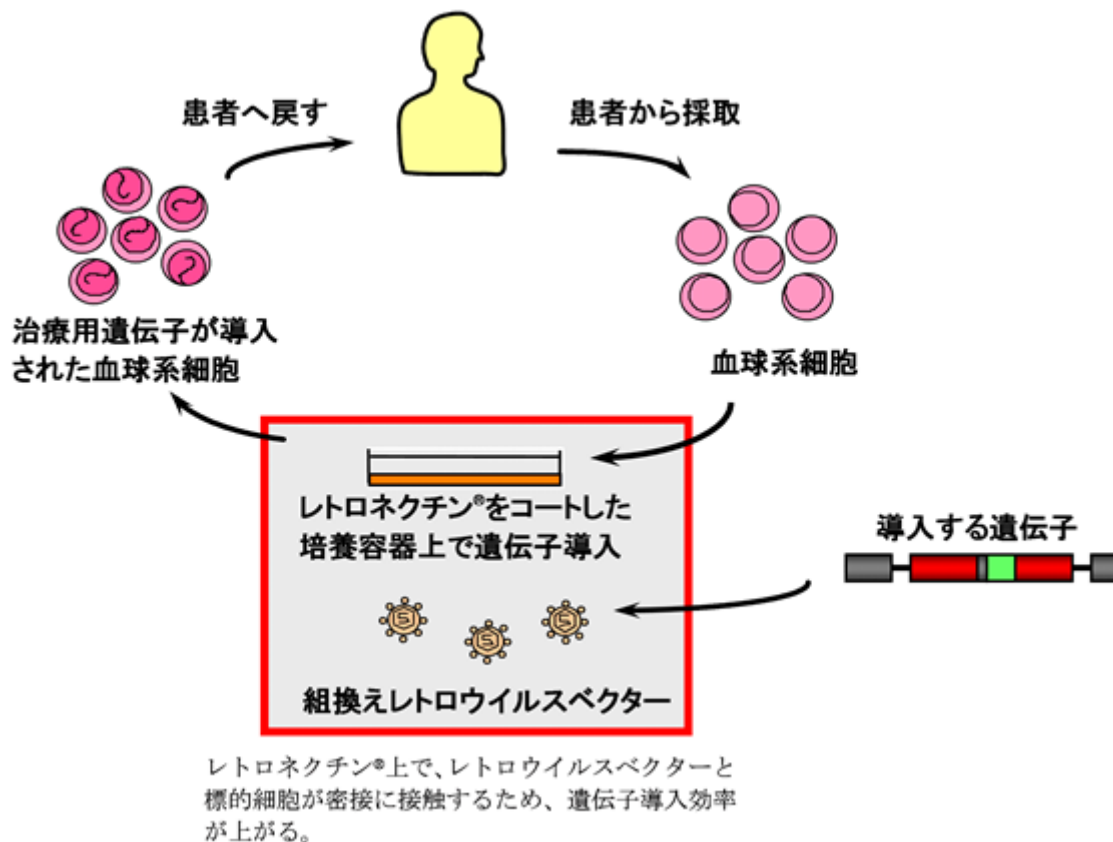 患者へ戻す
患者から採取
治療用遺伝子が導入
された血球系細胞
血球系細胞
レトロネクチン®をコートした
培養容器上で遺伝子導入
導入する遺伝子
組換えレトロウイルスベクター
レトロネクチン®上で、レトロウイルスベクターと
標的細胞が密接に接触するため、遺伝子導入効率
が上がる。